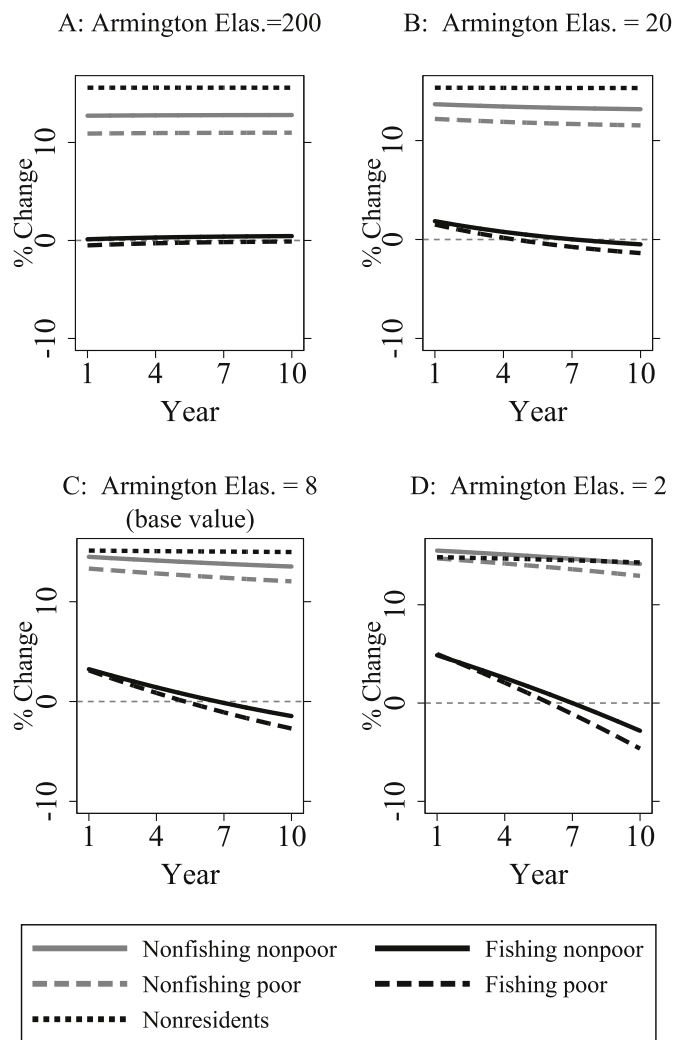 A: Armington Elas.=200
% Change
10
0
-10
1 4 7 10
Year
B: Armington Elas. = 20
% Change
10
0
-10
1 4 7 10
Year
C: Armington Elas. = 8
(base value)
% Change
10
0
-10
1 4 7 10
Year
D: Armington Elas. = 2
% Change
10
0
-10
1 4 7 10
Year
Nonfishing nonpoor
Nonfishing poor
Nonresidents
Fishing nonpoor
Fishing poor